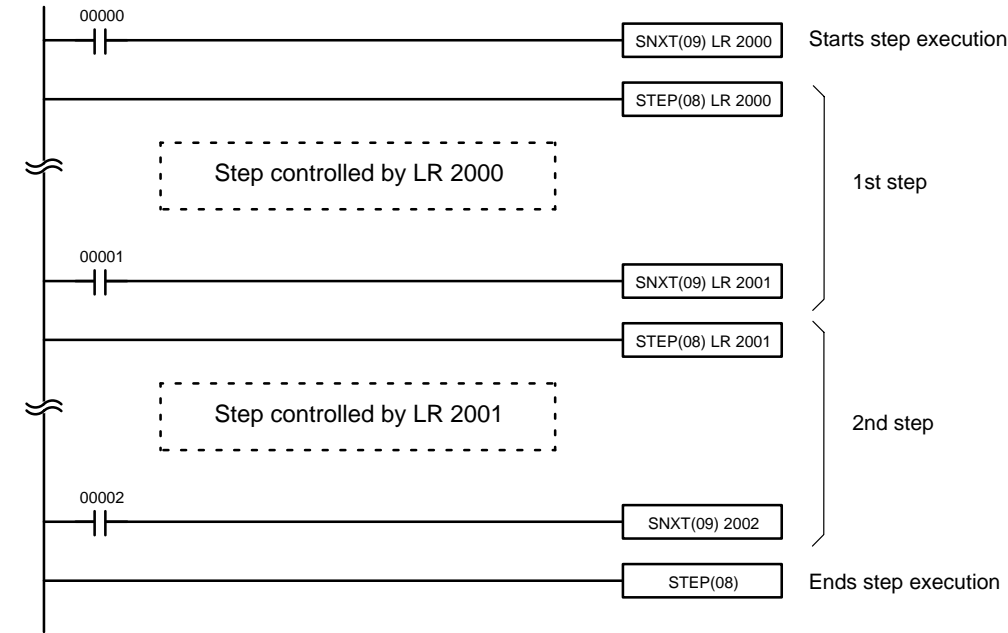 00000
SNXT(09) LR 2000 Starts step execution
STEP(08) LR 2000
Step controlled by LR 2000
1st step
00001
SNXT(09) LR 2001
STEP(08) LR 2001
Step controlled by LR 2001
2nd step
00002
SNXT(09) 2002
STEP(08) Ends step execution